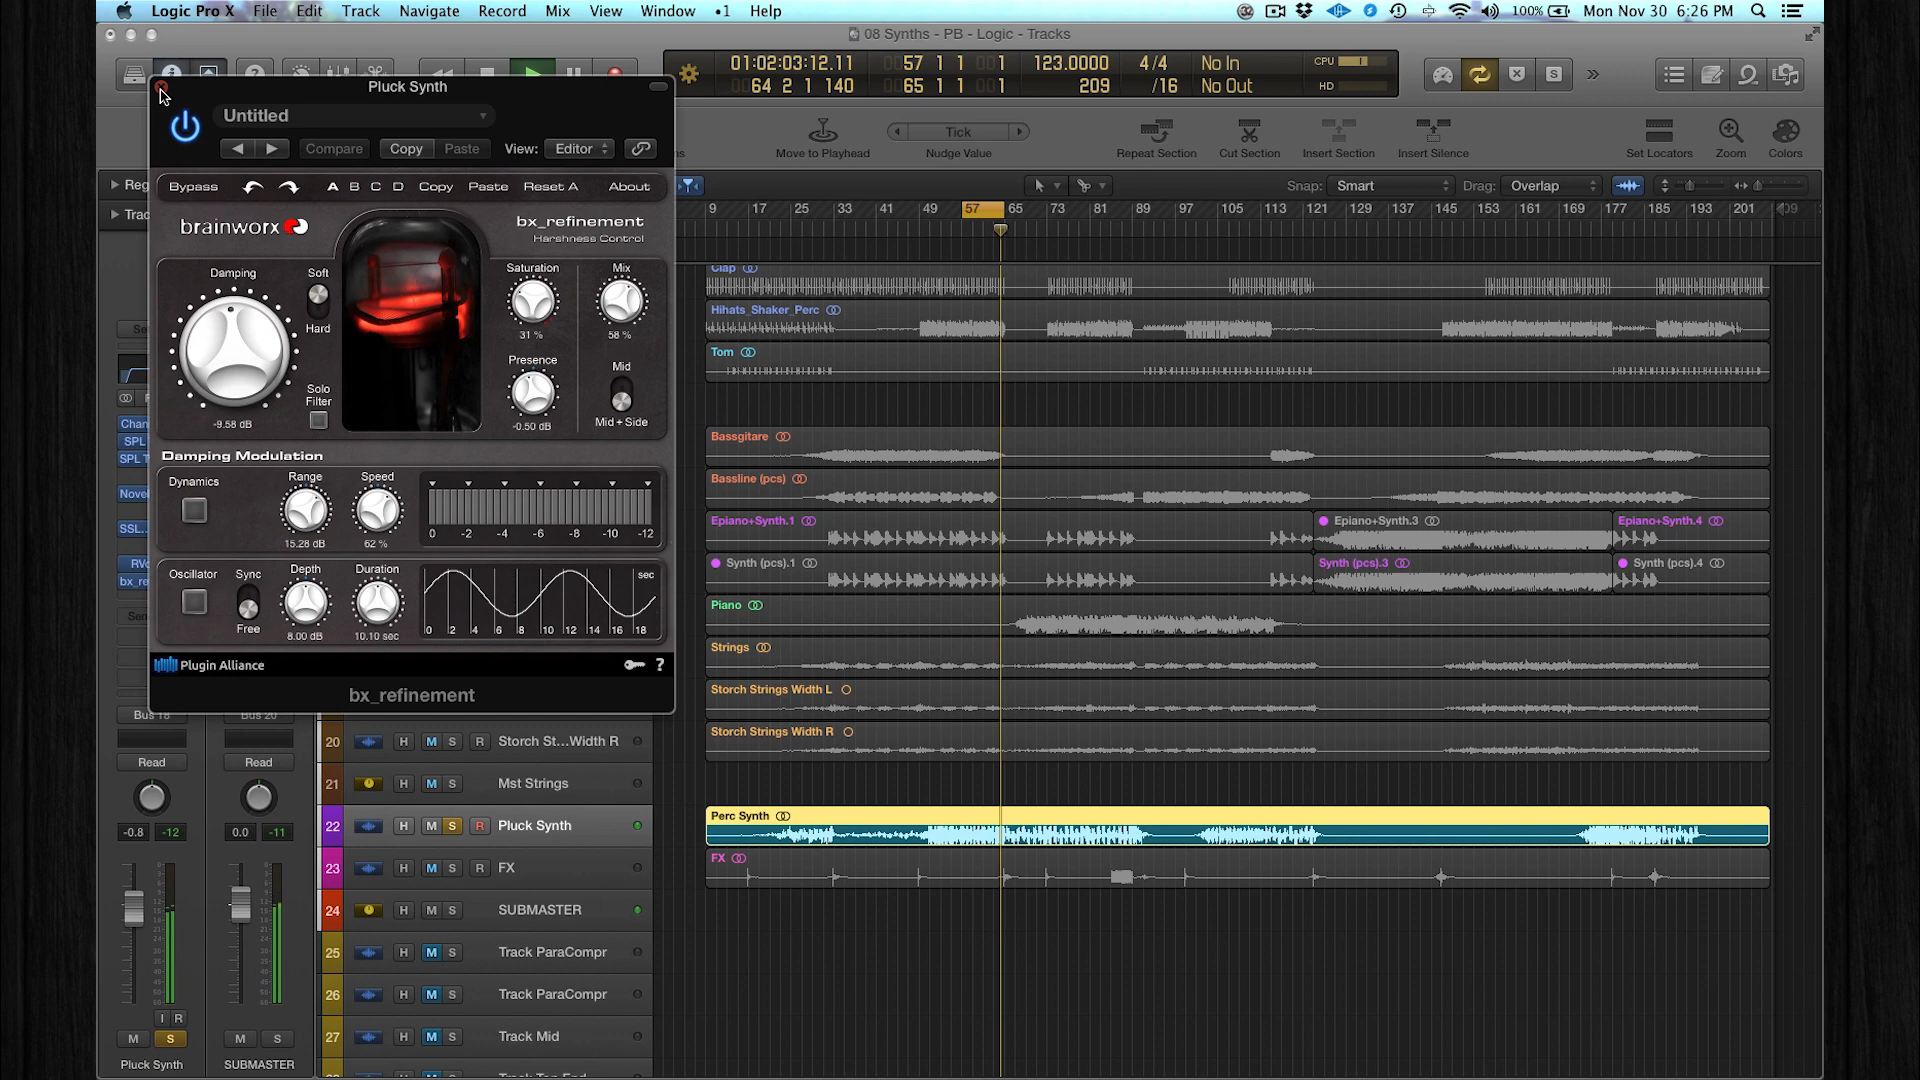 Logic Pro X File Edit Track Navigate Record Mix View Window •1 Help
100% Mon Nov 30 6:26 PM
08 Synths - PB - Logic - Tracks
01:02:03:12.11 57 1 1 1 123.0000 4/4 No In CPU
64 2 1 140 65 1 1 1 209 /16 No Out HD
S
Pluck Synth
Untitled
Compare Copy Paste View: Editor
Move to Playhead
Tick
Nudge Value
Repeat Section Cut Section Insert Section Insert Silence
Set Locators Zoom Colors
Snap: Smart Drag: Overlap
9 17 25 33 41 49 57 65 73 81 89 97 105 113 121 129 137 145 153 161 169 177 185 193 201
Bypass A B C D Copy Paste Reset A About
brainworx
bx_refinement
Harshness Control
Damping
-9.58 dB
Soft
Hard
Solo
Filter
Saturation
31 %
Mix
58 %
Presence
-0.50 dB
Mid
Mid + Side
Damping Modulation
Dynamics
Range
15.28 dB
Speed
62 %
0 -2 -4 -6 -8 -10 -12
Oscillator
Sync
Free
Depth
8.00 dB
Duration
10.10 sec
sec
0 2 4 6 8 10 12 14 16 18
Plugin Alliance ?
bx_refinement
Clap
Hihats_Shaker_Perc
Tom
Bassgitare
Bassline (pcs)
Epiano+Synth.1 Epiano+Synth.3 Epiano+Synth.4
Synth (pcs).1 Synth (pcs).3 Synth (pcs).4
Piano
Strings
Storch Strings Width L
Storch Strings Width R
Perc Synth
FX
Bus 18 Bus 20
Read Read
-0.8 -12 0.0 -11
I R
M S M S
Pluck Synth SUBMASTER
20 H M S R Storch St...Width R
21 H M S Mst Strings
22 H M S R Pluck Synth
23 H M S R FX
24 H M S SUBMASTER
25 H M S Track ParaCompr
26 H M S Track ParaCompr
27 H M S Track Mid